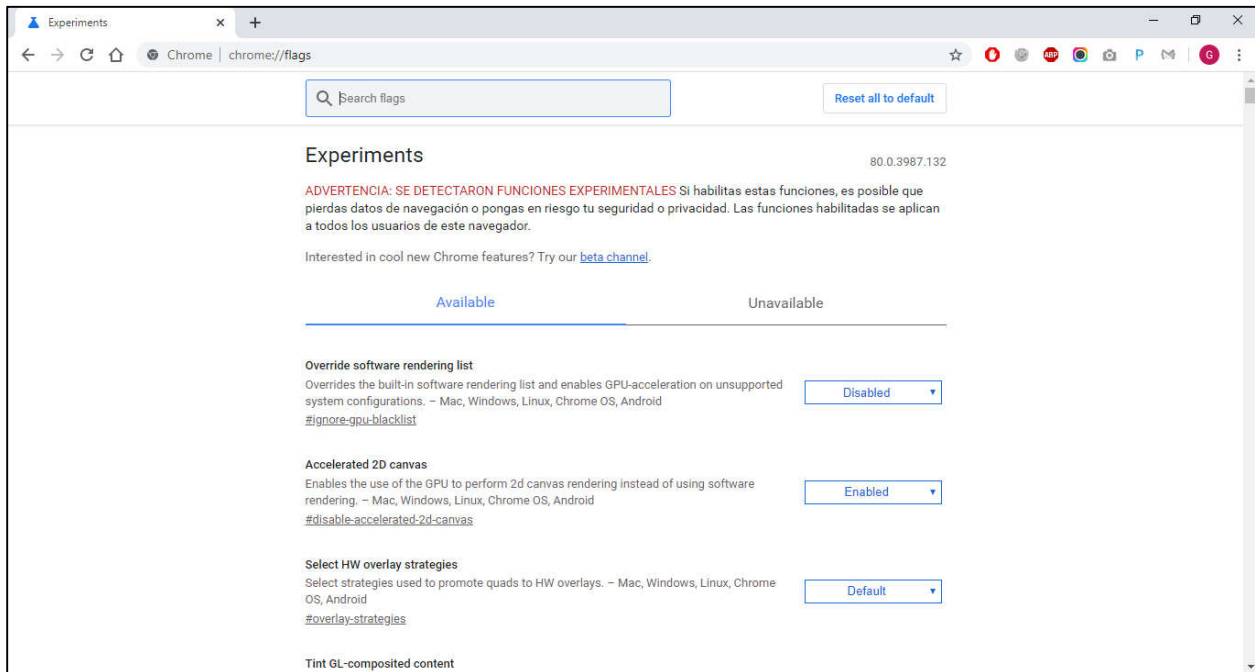 Experiments
Chrome | chrome://flags
ABP
P
G
Search flags
Reset all to default
Experiments
80.0.3987.132
ADVERTENCIA: SE DETECTARON FUNCIONES EXPERIMENTALES Si habilitas estas funciones, es posible que
pierdas datos de navegación o pongas en riesgo tu seguridad o privacidad. Las funciones habilitadas se aplican
a todos los usuarios de este navegador.
Interested in cool new Chrome features? Try our beta channel.
Available
Unavailable
Override software rendering list
Overrides the built-in software rendering list and enables GPU-acceleration on unsupported
system configurations. – Mac, Windows, Linux, Chrome OS, Android
#ignore-gpu-blacklist
Disabled
Accelerated 2D canvas
Enables the use of the GPU to perform 2d canvas rendering instead of using software
rendering. – Mac, Windows, Linux, Chrome OS, Android
#disable-accelerated-2d-canvas
Enabled
Select HW overlay strategies
Select strategies used to promote quads to HW overlays. – Mac, Windows, Linux, Chrome
OS, Android
#overlay-strategies
Default
Tint GL-composited content